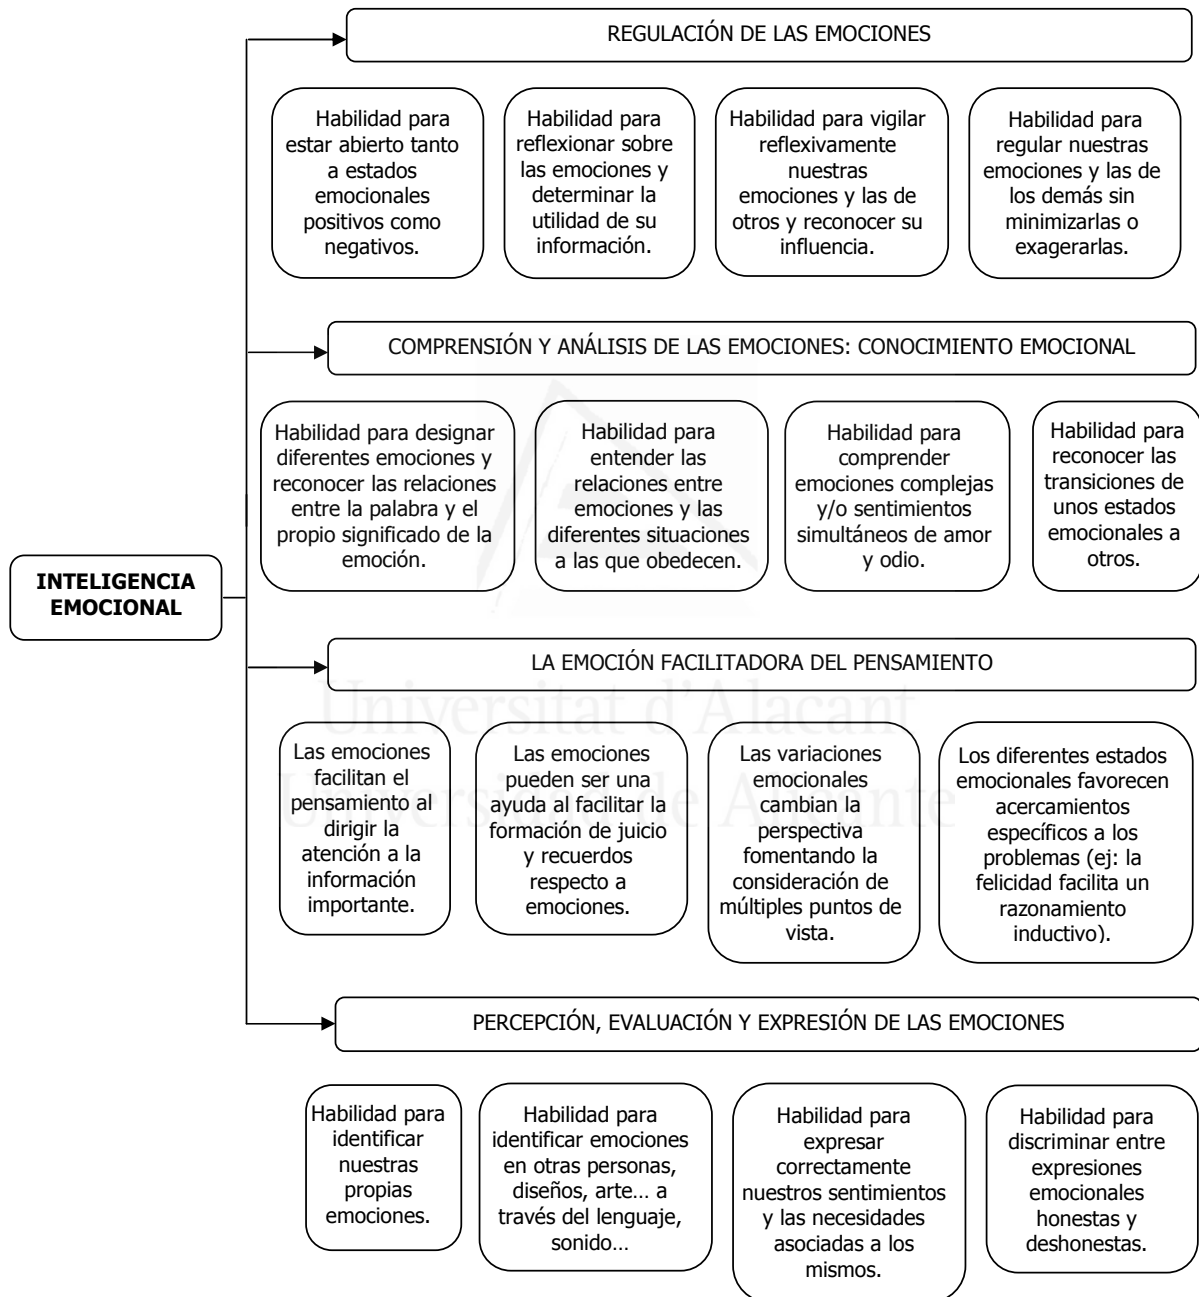 REGULACIÓN DE LAS EMOCIONES
Habilidad para
estar abierto tanto
a estados
emocionales
positivos como
negativos.
Habilidad para
reflexionar sobre
las emociones y
determinar la
utilidad de su
información.
Habilidad para vigilar
reflexivamente
nuestras
emociones y las de
otros y reconocer su
influencia.
Habilidad para
regular nuestras
emociones y las de
los demás sin
minimizarlas o
exagerarlas.
COMPRENSIÓN Y ANÁLISIS DE LAS EMOCIONES: CONOCIMIENTO EMOCIONAL
Habilidad para designar
diferentes emociones y
reconocer las relaciones
entre la palabra y el
propio significado de la
emoción.
Habilidad para
entender las
relaciones entre
emociones y las
diferentes situaciones
a las que obedecen.
Habilidad para
comprender
emociones complejas
y/o sentimientos
simultáneos de amor
y odio.
Habilidad para
reconocer las
transiciones de
unos estados
emocionales a
otros.
INTELIGENCIA
EMOCIONAL
LA EMOCIÓN FACILITADORA DEL PENSAMIENTO
Universitat d'Alacant
Universidad de Alicante
Las emociones
facilitan el
pensamiento al
dirigir la
atención a la
información
importante.
Las emociones
pueden ser una
ayuda al facilitar la
formación de juicio
y recuerdos
respecto a
emociones.
Las variaciones
emocionales
cambian la
perspectiva
fomentando la
consideración de
múltiples puntos de
vista.
Los diferentes estados
emocionales favorecen
acercamientos
específicos a los
problemas (ej: la
felicidad facilita un
razonamiento
inductivo).
PERCEPCIÓN, EVALUACIÓN Y EXPRESIÓN DE LAS EMOCIONES
Habilidad para
identificar
nuestras
propias
emociones.
Habilidad para
identificar emociones
en otras personas,
diseños, arte... a
través del lenguaje,
sonido...
Habilidad para
expresar
correctamente
nuestros sentimientos
y las necesidades
asociadas a los
mismos.
Habilidad para
discriminar entre
expresiones
emocionales
honestas y
deshonestas.